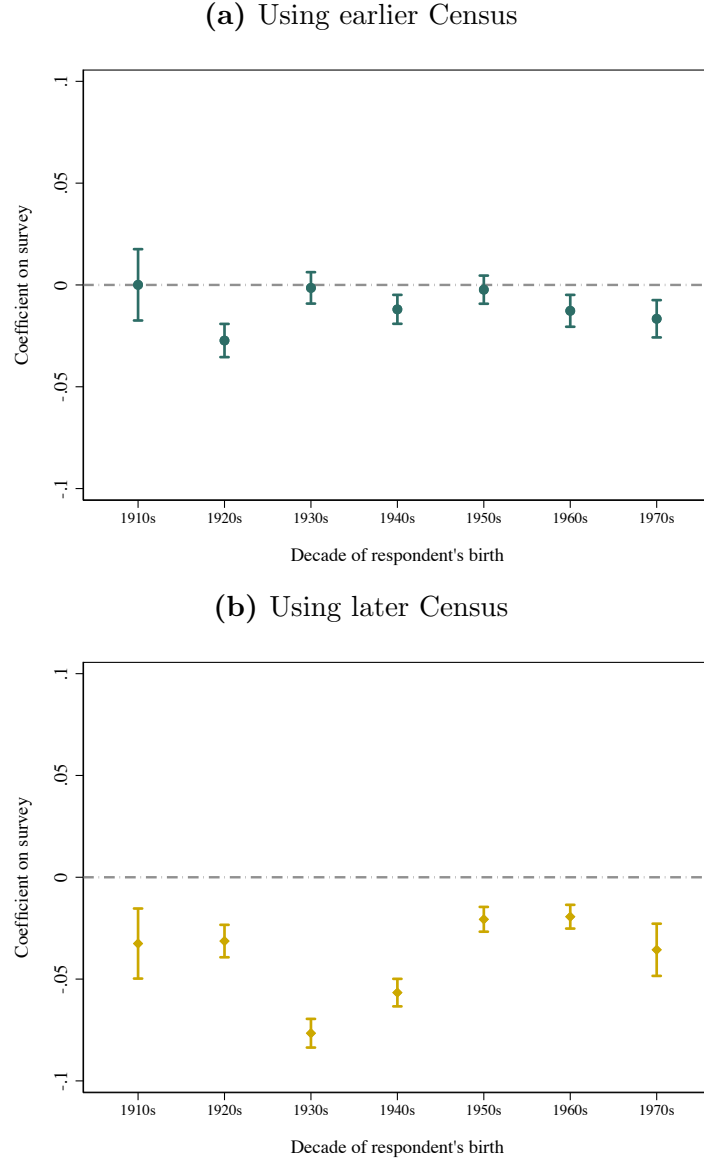 (a) Using earlier Census
.1
.05
0
-.05
-.1
Coefficient on survey
1910s 1920s 1930s 1940s 1950s 1960s 1970s
Decade of respondent's birth
(b) Using later Census
.1
.05
0
-.05
-.1
Coefficient on survey
1910s 1920s 1930s 1940s 1950s 1960s 1970s
Decade of respondent's birth